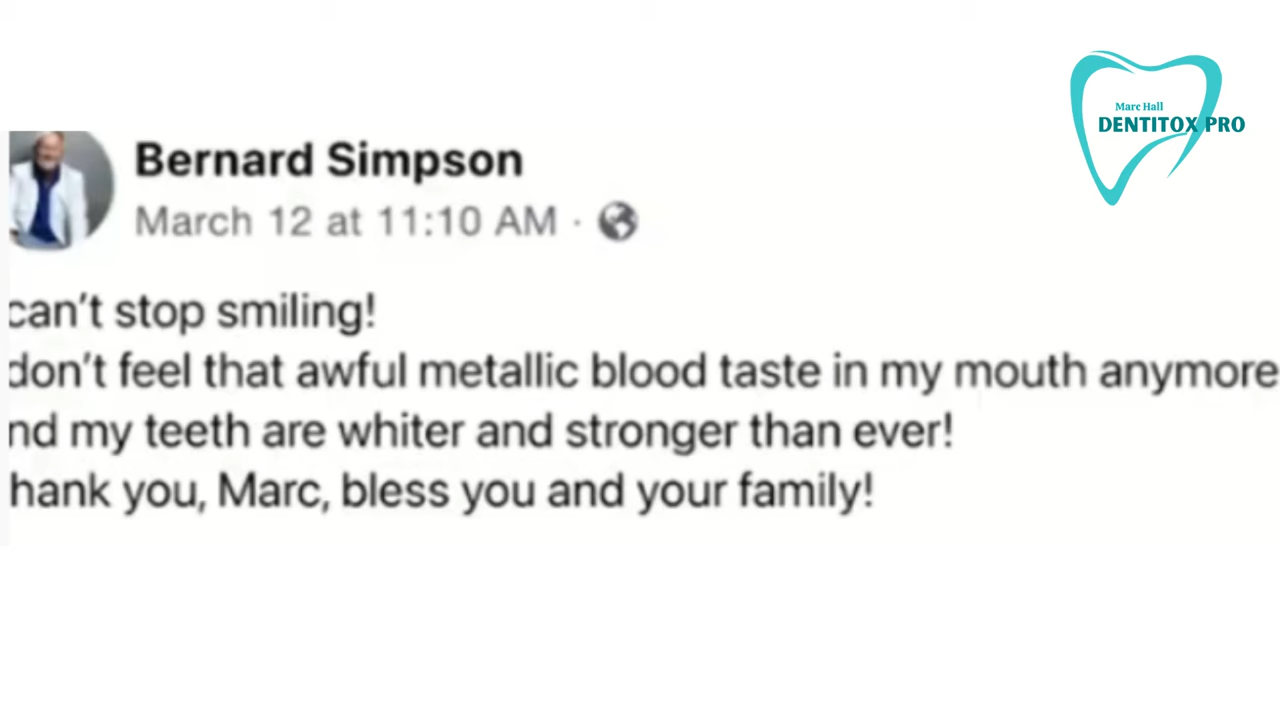 Marc Hall
DENTITOX PRO
Bernard Simpson
March 12 at 11:10 AM ·
can't stop smiling!
don't feel that awful metallic blood taste in my mouth anymore
nd my teeth are whiter and stronger than ever!
hank you, Marc, bless you and your family!